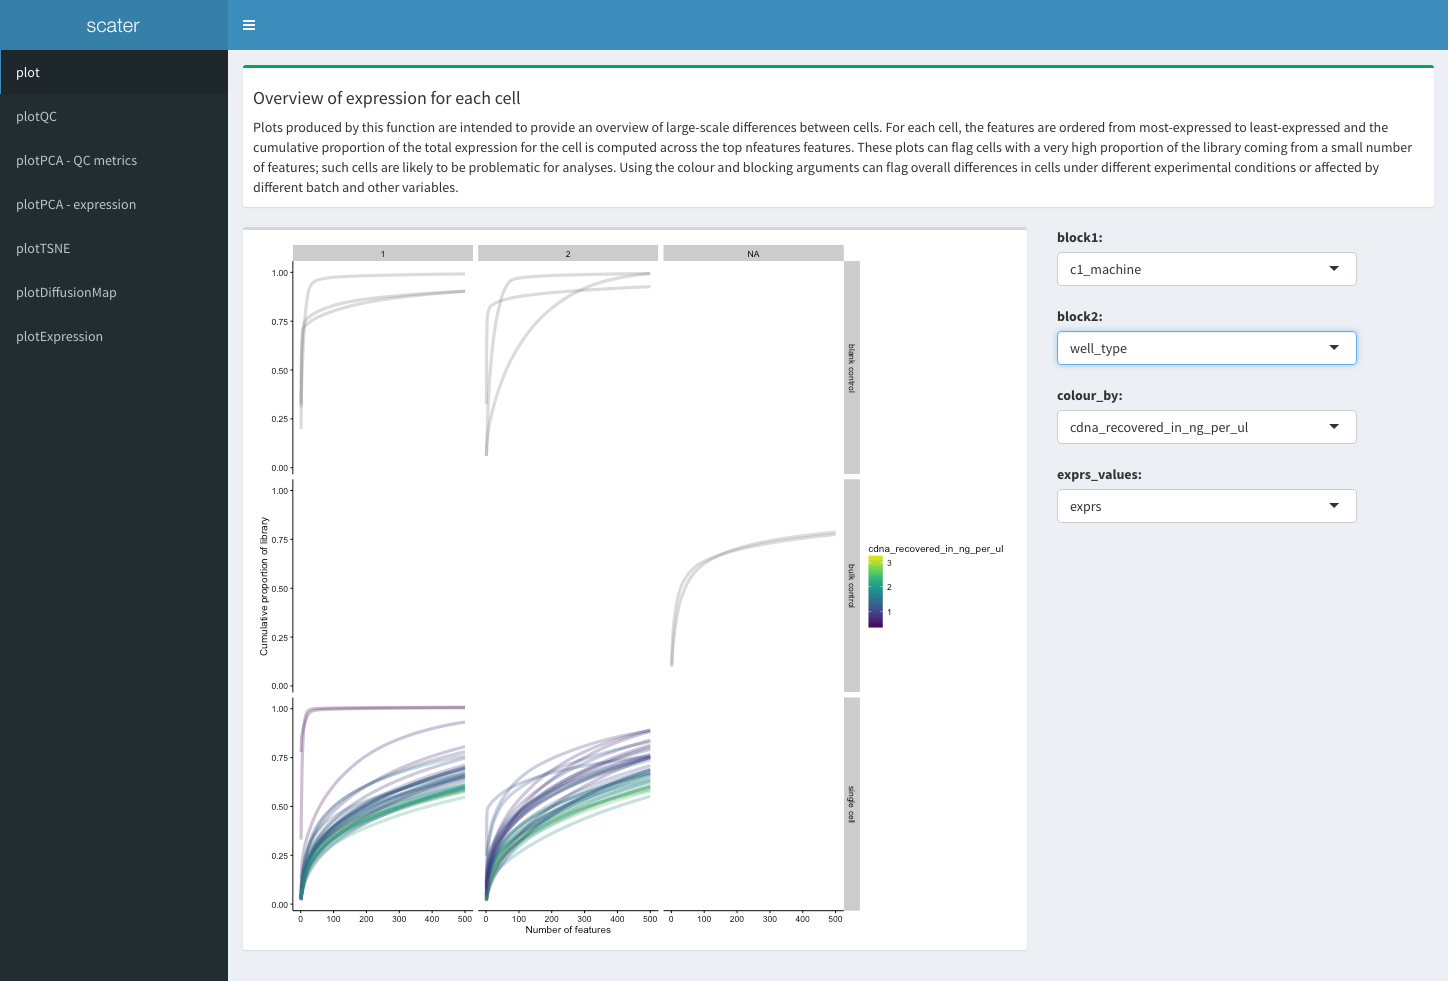 scater
plot
plotQC
plotPCA - QC metrics
plotPCA - expression
plotTSNE
plotDiffusionMap
plotExpression
Overview of expression for each cell
Plots produced by this function are intended to provide an overview of large-scale differences between cells. For each cell, the features are ordered from most-expressed to least-expressed and the
cumulative proportion of the total expression for the cell is computed across the top nfeatures features. These plots can flag cells with a very high proportion of the library coming from a small number
of features; such cells are likely to be problematic for analyses. Using the colour and blocking arguments can flag overall differences in cells under different experimental conditions or affected by
different batch and other variables.
1 2 NA
1.00
0.75
0.50
0.25
0.00
blank control
1.00
0.75
0.50
0.25
0.00
bulk control
1.00
0.75
0.50
0.25
0.00
single cell
Cumulative proportion of library
0 100 200 300 400 500 0 100 200 300 400 500 0 100 200 300 400 500
Number of features
cdna_recovered_in_ng_per_ul
3
2
1
block1:
c1_machine
block2:
well_type
colour_by:
cdna_recovered_in_ng_per_ul
exprs_values:
exprs